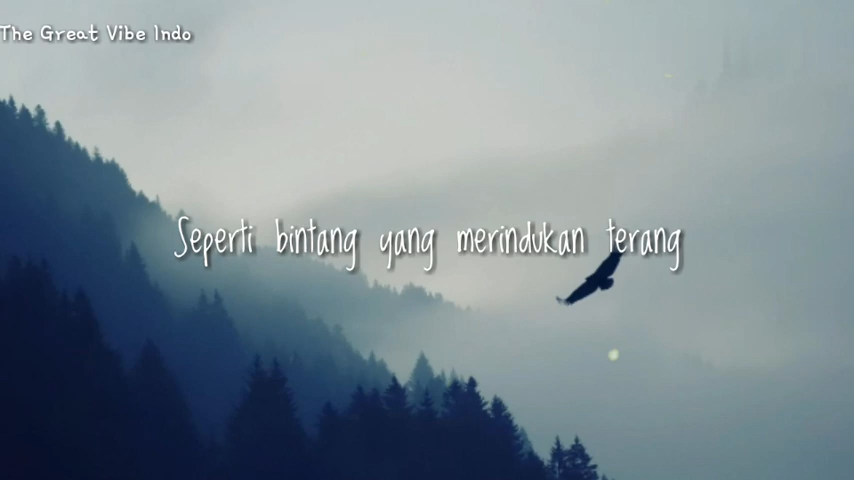 The Great Vibe Indo
Seperti bintang yang merindukan terang